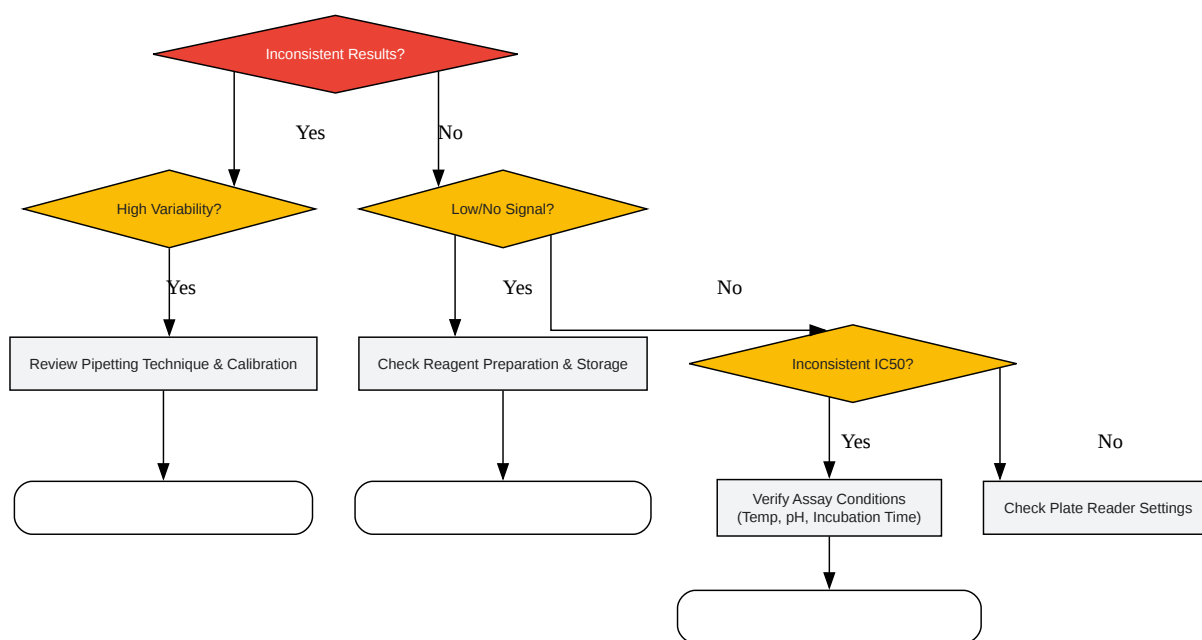 Inconsistent Results?
Yes
No
High Variability?
Low/No Signal?
Yes
Yes
No
Review Pipetting Technique & Calibration
Check Reagent Preparation & Storage
Inconsistent IC50?
Yes
No
Verify Assay Conditions
(Temp, pH, Incubation Time)
Check Plate Reader Settings